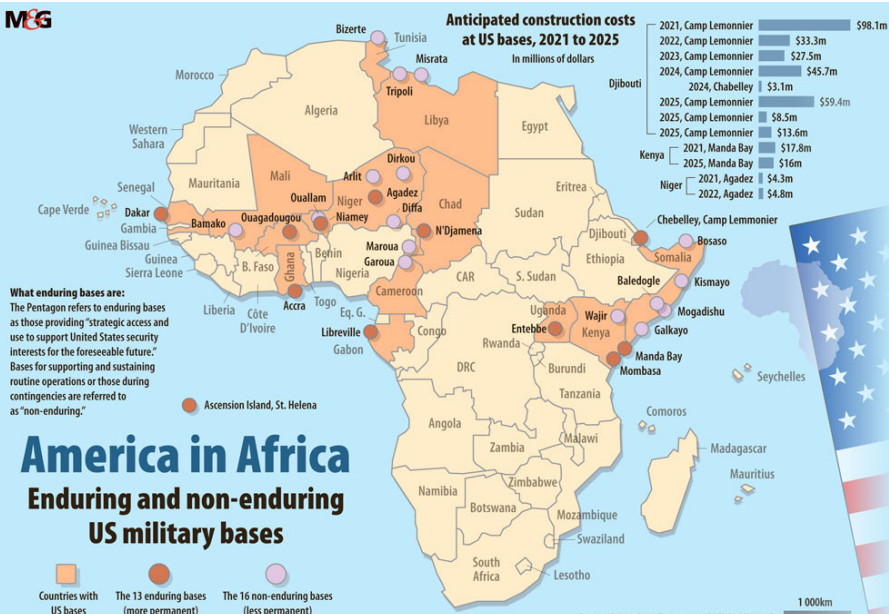 M&G
Anticipated construction costs
at US bases, 2021 to 2025
In millions of dollars
Djibouti
2021, Camp Lemonnier $98.1m
2022, Camp Lemonnier $33.3m
2023, Camp Lemonnier $27.5m
2024, Camp Lemonnier $45.7m
2024, Chabelley $3.1m
2025, Camp Lemonnier $59.4m
2025, Camp Lemonnier $8.5m
2025, Camp Lemonnier $13.6m
Kenya
2021, Manda Bay $17.8m
2025, Manda Bay $16m
Niger
2021, Agadez $4.3m
2022, Agadez $4.8m
Bizerte
Tunisia
Misrata
Tripoli
Morocco
Algeria
Libya
Egypt
Western
Sahara
Mauritania
Mali
Dirkou
Arlit
Niger
Agadez
Chad
Sudan
Eritrea
Senegal
Cape Verde
Dakar
Gambia
Guinea Bissau
Guinea
Sierra Leone
Bamako
Ouagadougou
Ouallam
Niamey
Diffa
N'Djamena
Chebelley, Camp Lemmonier
Djibouti
Bosaso
Somalia
Ethiopia
B. Faso
Ghana
Benin
Nigeria
Maroua
Garoua
CAR
S. Sudan
Baledogle
Kismayo
Mogadishu
Galkayo
Liberia
Côte
D'Ivoire
Accra
Togo
Cameroon
Eq. G.
Libreville
Gabon
Congo
Uganda
Entebbe
Wajir
Kenya
Rwanda
Burundi
Manda Bay
Mombasa
DRC
Tanzania
Seychelles
Comoros
Angola
Zambia
Malawi
Madagascar
Mauritius
Namibia
Zimbabwe
Botswana
Mozambique
Swaziland
South
Africa
Lesotho
What enduring bases are:
The Pentagon refers to enduring bases
as those providing "strategic access and
use to support United States security
interests for the foreseeable future."
Bases for supporting and sustaining
routine operations or those during
contingencies are referred to
as "non-enduring."
Ascension Island, St. Helena
America in Africa
Enduring and non-enduring
US military bases
Countries with
US bases
The 13 enduring bases
(more permanent)
The 16 non-enduring bases
(less permanent)
1 000km